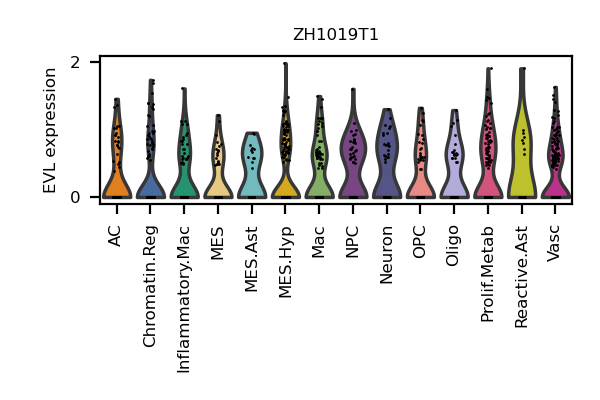 ZH1019T1
EVL expression
2
0
AC
Chromatin.Reg
Inflammatory.Mac
MES
MES.Ast
MES.Hyp
Mac
NPC
Neuron
OPC
Oligo
Prolif.Metab
Reactive.Ast
Vasc